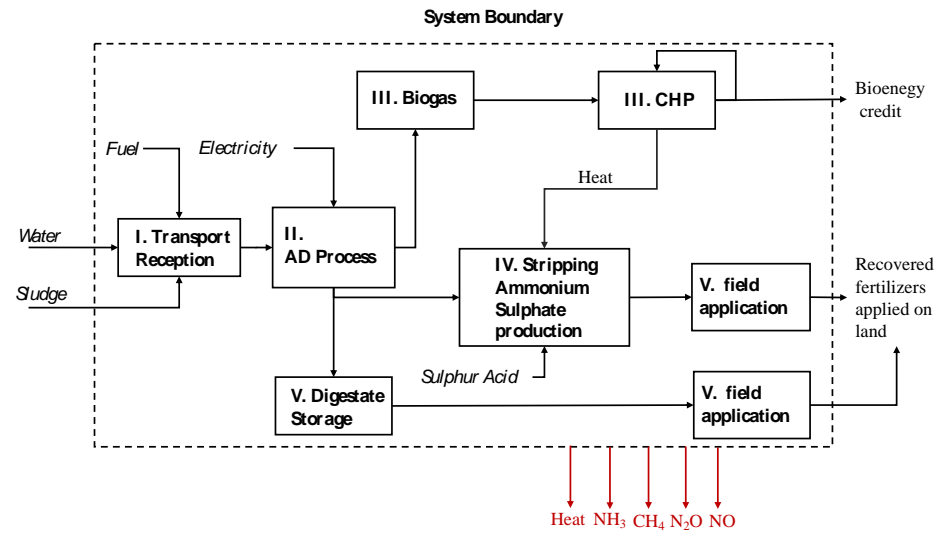 System Boundary
III. Biogas
III. CHP
Bioenegy
credit
Fuel
Electricity
Heat
Water
I. Transport
Reception
II.
AD Process
IV. Stripping
Ammonium
Sulphate
production
V. field
application
Recovered
fertilizers
applied on
land
Sludge
Sulphur Acid
V. Digestate
Storage
V. field
application
Heat NH₃ CH₄ N₂O NO